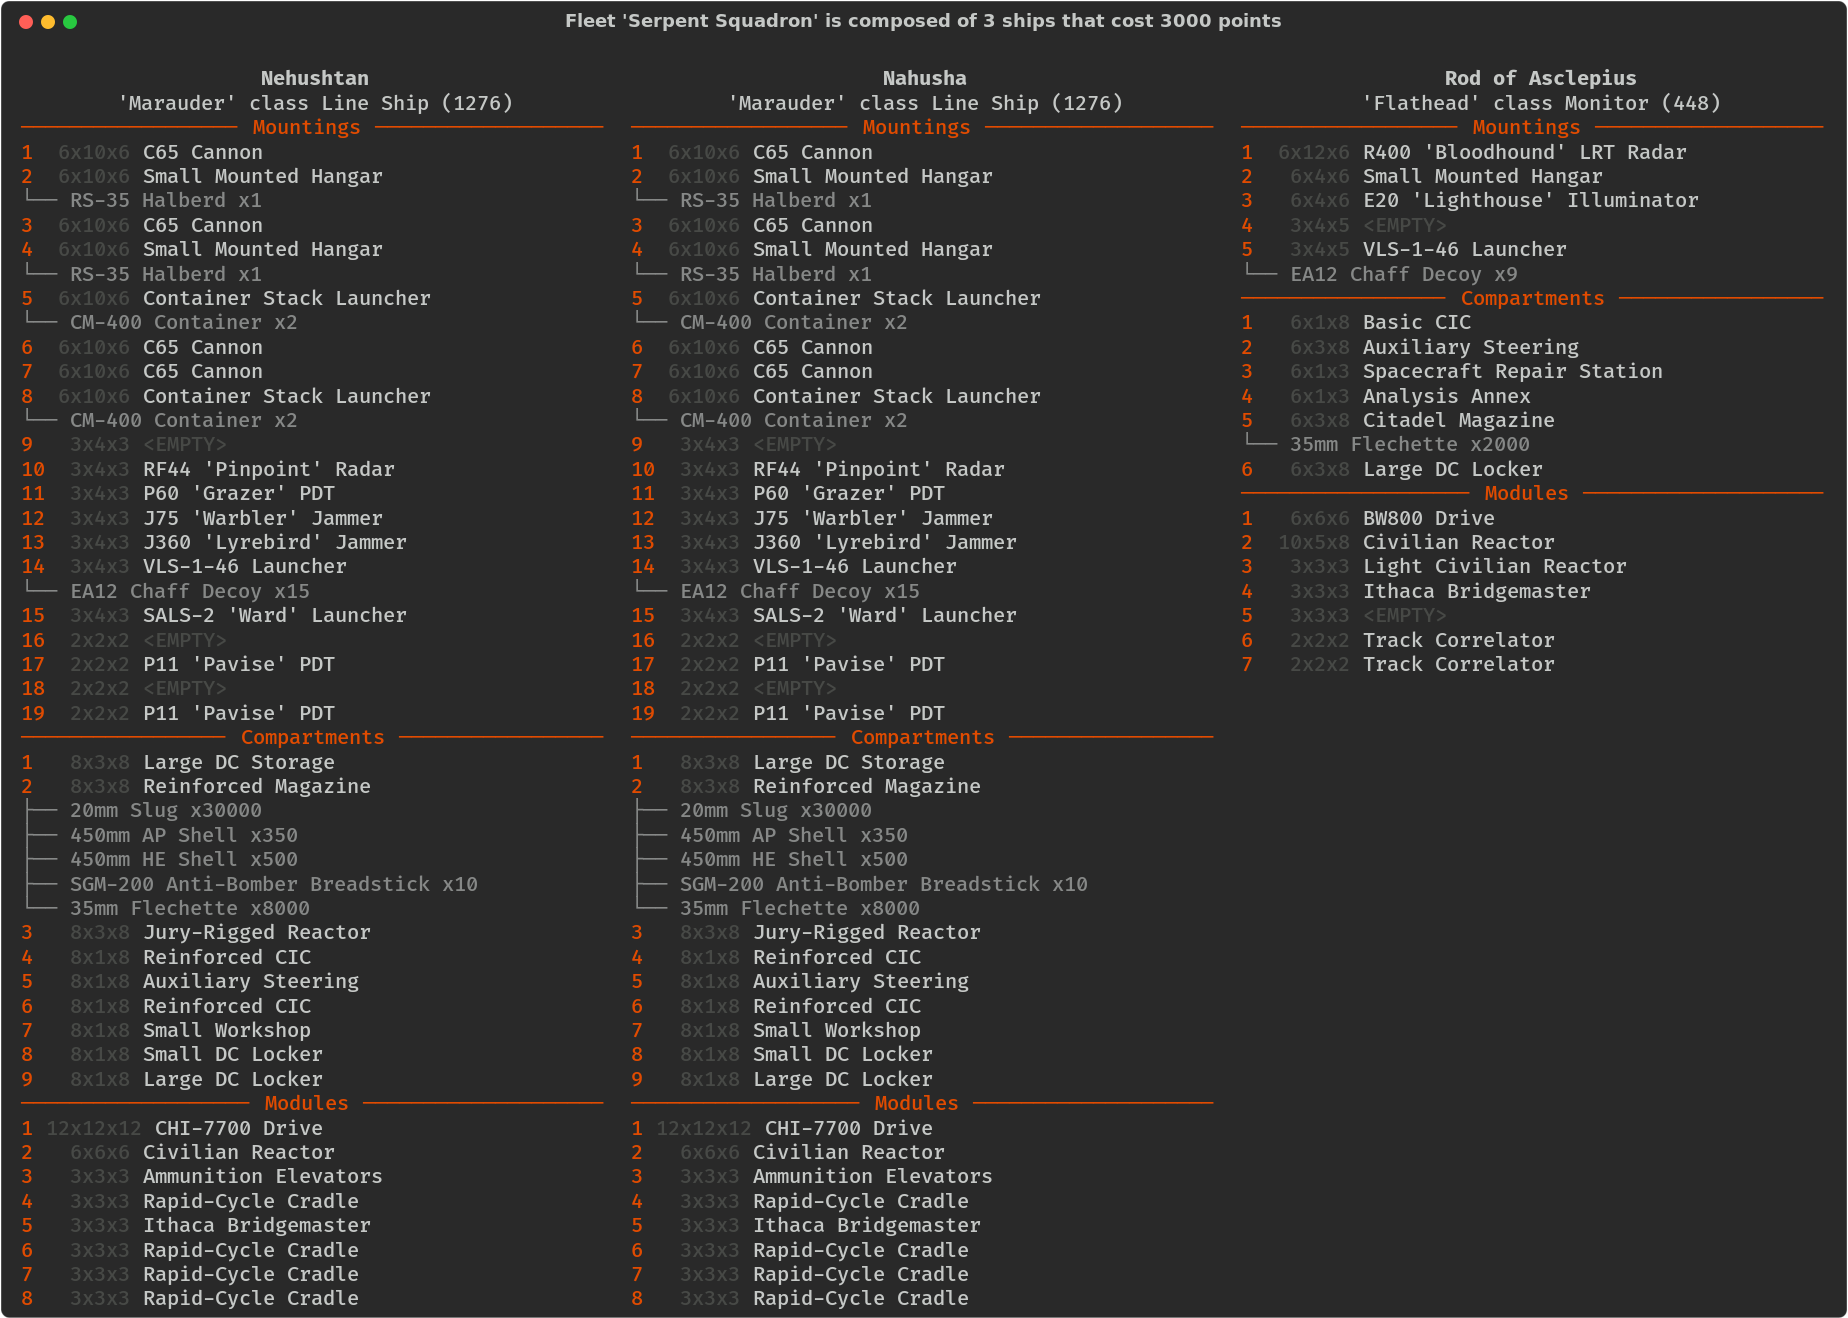 Fleet 'Serpent Squadron' is composed of 3 ships that cost 3000 points
Nehushtan
'Marauder' class Line Ship (1276)
Mountings
1 6x10x6 C65 Cannon
2 6x10x6 Small Mounted Hangar
└── RS-35 Halberd x1
3 6x10x6 C65 Cannon
4 6x10x6 Small Mounted Hangar
└── RS-35 Halberd x1
5 6x10x6 Container Stack Launcher
└── CM-400 Container x2
6 6x10x6 C65 Cannon
7 6x10x6 C65 Cannon
8 6x10x6 Container Stack Launcher
└── CM-400 Container x2
9 3x4x3 <EMPTY>
10 3x4x3 RF44 'Pinpoint' Radar
11 3x4x3 P60 'Grazer' PDT
12 3x4x3 J75 'Warbler' Jammer
13 3x4x3 J360 'Lyrebird' Jammer
14 3x4x3 VLS-1-46 Launcher
└── EA12 Chaff Decoy x15
15 3x4x3 SALS-2 'Ward' Launcher
16 2x2x2 <EMPTY>
17 2x2x2 P11 'Pavise' PDT
18 2x2x2 <EMPTY>
19 2x2x2 P11 'Pavise' PDT
Compartments
1 8x3x8 Large DC Storage
2 8x3x8 Reinforced Magazine
├── 20mm Slug x30000
├── 450mm AP Shell x350
├── 450mm HE Shell x500
├── SGM-200 Anti-Bomber Breadstick x10
└── 35mm Flechette x8000
3 8x3x8 Jury-Rigged Reactor
4 8x1x8 Reinforced CIC
5 8x1x8 Auxiliary Steering
6 8x1x8 Reinforced CIC
7 8x1x8 Small Workshop
8 8x1x8 Small DC Locker
9 8x1x8 Large DC Locker
Modules
1 12x12x12 CHI-7700 Drive
2 6x6x6 Civilian Reactor
3 3x3x3 Ammunition Elevators
4 3x3x3 Rapid-Cycle Cradle
5 3x3x3 Ithaca Bridgemaster
6 3x3x3 Rapid-Cycle Cradle
7 3x3x3 Rapid-Cycle Cradle
8 3x3x3 Rapid-Cycle Cradle
Nahusha
'Marauder' class Line Ship (1276)
Mountings
1 6x10x6 C65 Cannon
2 6x10x6 Small Mounted Hangar
└── RS-35 Halberd x1
3 6x10x6 C65 Cannon
4 6x10x6 Small Mounted Hangar
└── RS-35 Halberd x1
5 6x10x6 Container Stack Launcher
└── CM-400 Container x2
6 6x10x6 C65 Cannon
7 6x10x6 C65 Cannon
8 6x10x6 Container Stack Launcher
└── CM-400 Container x2
9 3x4x3 <EMPTY>
10 3x4x3 RF44 'Pinpoint' Radar
11 3x4x3 P60 'Grazer' PDT
12 3x4x3 J75 'Warbler' Jammer
13 3x4x3 J360 'Lyrebird' Jammer
14 3x4x3 VLS-1-46 Launcher
└── EA12 Chaff Decoy x15
15 3x4x3 SALS-2 'Ward' Launcher
16 2x2x2 <EMPTY>
17 2x2x2 P11 'Pavise' PDT
18 2x2x2 <EMPTY>
19 2x2x2 P11 'Pavise' PDT
Compartments
1 8x3x8 Large DC Storage
2 8x3x8 Reinforced Magazine
├── 20mm Slug x30000
├── 450mm AP Shell x350
├── 450mm HE Shell x500
├── SGM-200 Anti-Bomber Breadstick x10
└── 35mm Flechette x8000
3 8x3x8 Jury-Rigged Reactor
4 8x1x8 Reinforced CIC
5 8x1x8 Auxiliary Steering
6 8x1x8 Reinforced CIC
7 8x1x8 Small Workshop
8 8x1x8 Small DC Locker
9 8x1x8 Large DC Locker
Modules
1 12x12x12 CHI-7700 Drive
2 6x6x6 Civilian Reactor
3 3x3x3 Ammunition Elevators
4 3x3x3 Rapid-Cycle Cradle
5 3x3x3 Ithaca Bridgemaster
6 3x3x3 Rapid-Cycle Cradle
7 3x3x3 Rapid-Cycle Cradle
8 3x3x3 Rapid-Cycle Cradle
Rod of Asclepius
'Flathead' class Monitor (448)
Mountings
1 6x12x6 R400 'Bloodhound' LRT Radar
2 6x4x6 Small Mounted Hangar
3 6x4x6 E20 'Lighthouse' Illuminator
4 3x4x5 <EMPTY>
5 3x4x5 VLS-1-46 Launcher
└── EA12 Chaff Decoy x9
Compartments
1 6x1x8 Basic CIC
2 6x3x8 Auxiliary Steering
3 6x1x3 Spacecraft Repair Station
4 6x1x3 Analysis Annex
5 6x3x8 Citadel Magazine
└── 35mm Flechette x2000
6 6x3x8 Large DC Locker
Modules
1 6x6x6 BW800 Drive
2 10x5x8 Civilian Reactor
3 3x3x3 Light Civilian Reactor
4 3x3x3 Ithaca Bridgemaster
5 3x3x3 <EMPTY>
6 2x2x2 Track Correlator
7 2x2x2 Track Correlator